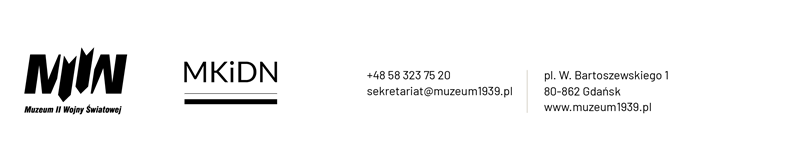 MIIW
Muzeum II Wojny Światowej
MKiDN
+48 58 323 75 20
sekretariat@muzeum1939.pl
pl. W. Bartoszewskiego 1
80-862 Gdańsk
www.muzeum1939.pl